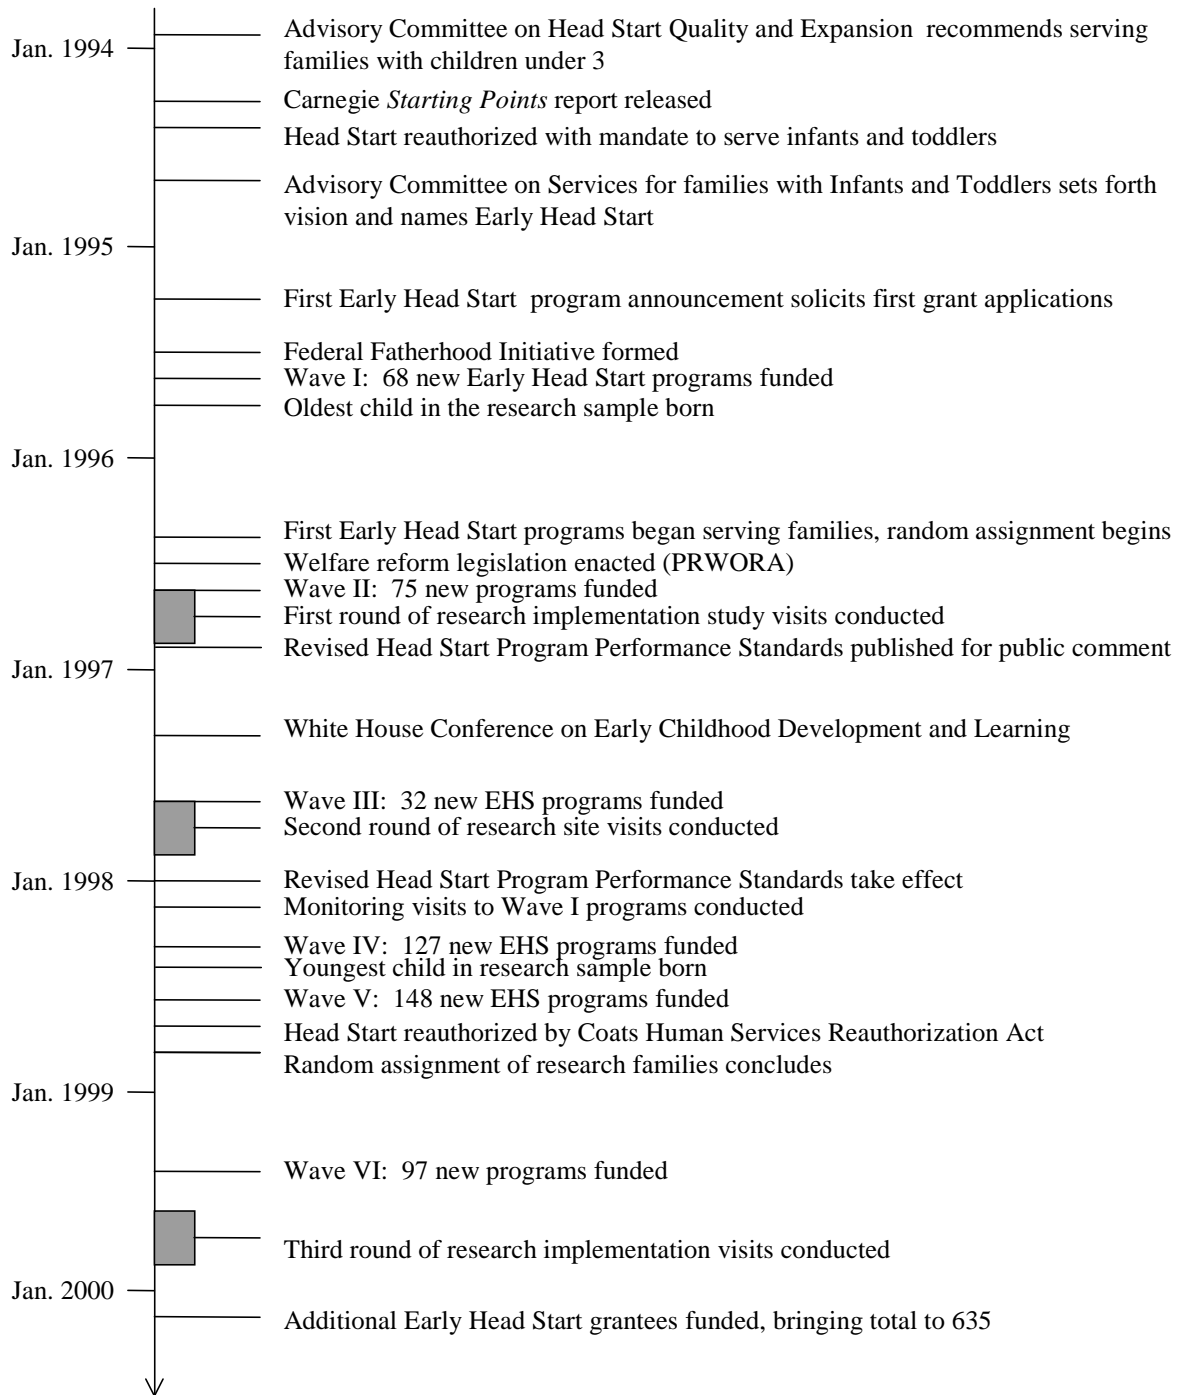 Advisory Committee on Head Start Quality and Expansion recommends serving
Jan. 1994
families with children under 3
Carnegie Starting Points report released
Head Start reauthorized with mandate to serve infants and toddlers
Advisory Committee on Services for families with Infants and Toddlers sets forth
vision and names Early Head Start
Jan. 1995
First Early Head Start program announcement solicits first grant applications
Federal Fatherhood Initiative formed
Wave I: 68 new Early Head Start programs funded
Oldest child in the research sample born
Jan. 1996
First Early Head Start programs began serving families, random assignment begins
Welfare reform legislation enacted (PRWORA)
Wave II: 75 new programs funded
First round of research implementation study visits conducted
Revised Head Start Program Performance Standards published for public comment
Jan. 1997
White House Conference on Early Childhood Development and Learning
Wave III: 32 new EHS programs funded
Second round of research site visits conducted
Jan. 1998
Revised Head Start Program Performance Standards take effect
Monitoring visits to Wave I programs conducted
Wave IV: 127 new EHS programs funded
Youngest child in research sample born
Wave V: 148 new EHS programs funded
Head Start reauthorized by Coats Human Services Reauthorization Act
Random assignment of research families concludes
Jan. 1999
Wave VI: 97 new programs funded
Third round of research implementation visits conducted
Jan. 2000
Additional Early Head Start grantees funded, bringing total to 635